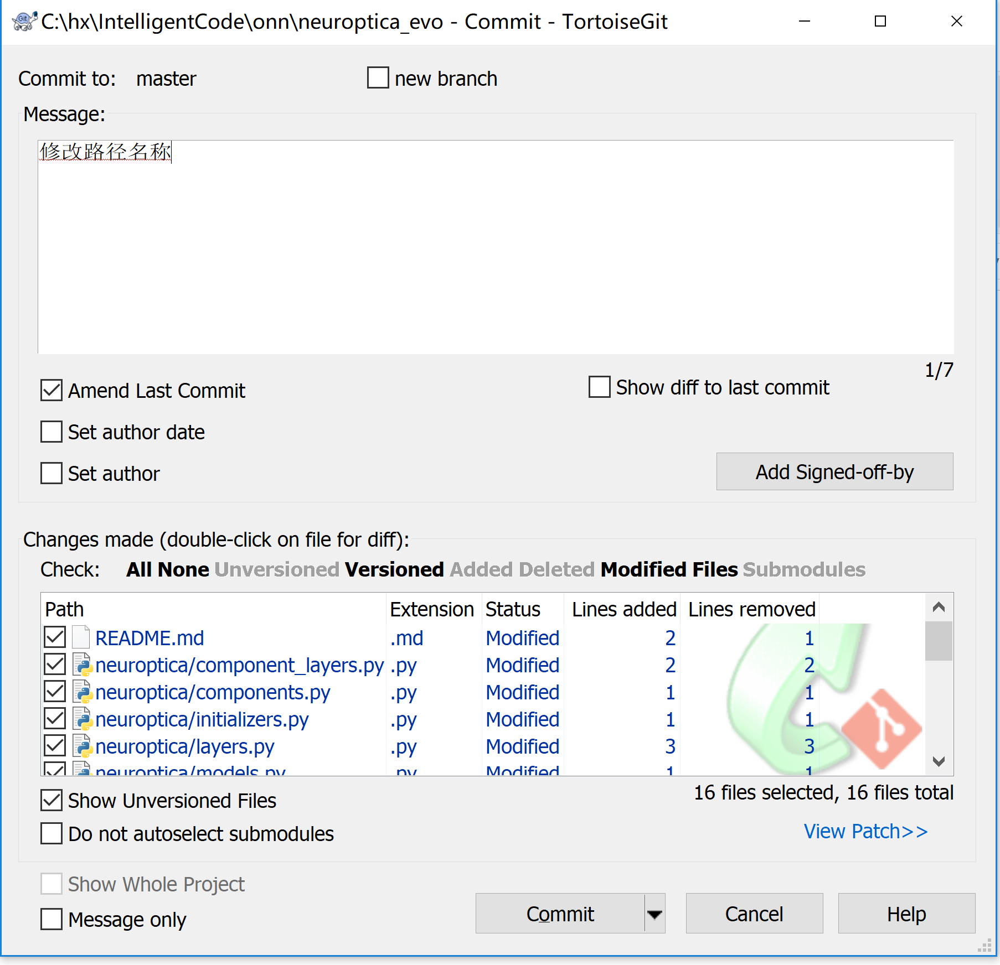 C:\hx\IntelligentCode\onn\neuroptica_evo - Commit - TortoiseGit
Commit to: master new branch
Message:
修改路径名称
1/7
Amend Last Commit Show diff to last commit
Set author date
Set author Add Signed-off-by
Changes made (double-click on file for diff):
Check: All None Unversioned Versioned Added Deleted Modified Files Submodules
Path Extension Status Lines added Lines removed
README.md .md Modified 2 1
neuroptica/component_layers.py .py Modified 2 2
neuroptica/components.py .py Modified 1 1
neuroptica/initializers.py .py Modified 1 1
neuroptica/layers.py .py Modified 3 3
neuroptica/models.py .py Modified 1 1
Show Unversioned Files 16 files selected, 16 files total
Do not autoselect submodules View Patch>>
Show Whole Project
Message only Commit Cancel Help